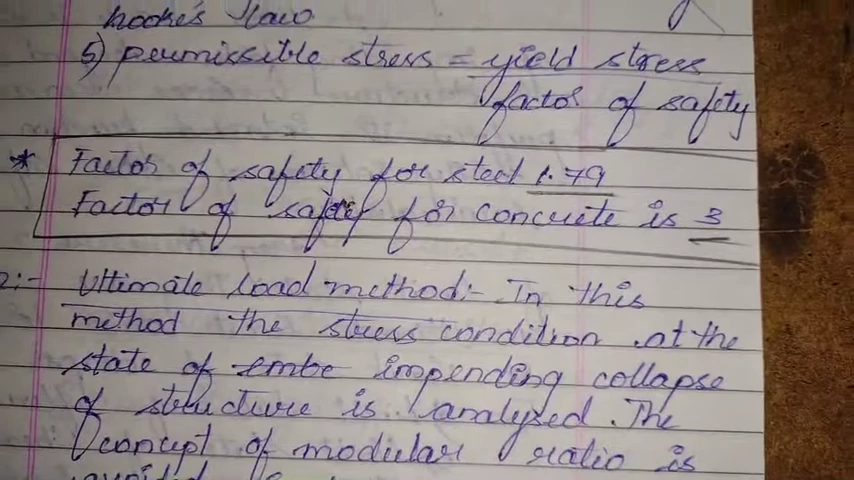 hooke's law
5) permissible stress = yield stress
factor of safety
* Factor of safety for steel 1.79
Factor of safety for concrete is 3
2:- Ultimate load method:- In this
method the stress condition at the
state of embe impending collapse
of structure is analysed. The
concept of modular ratio is
avoided